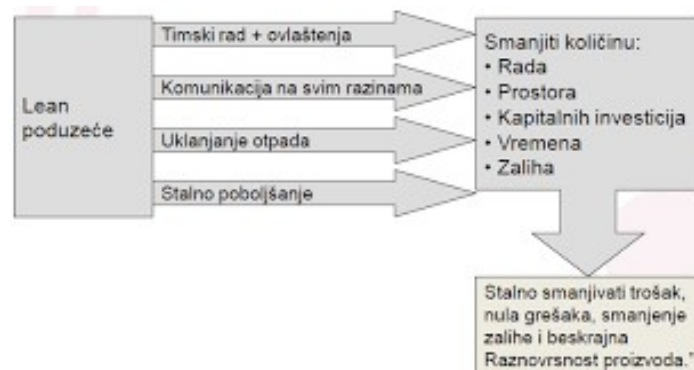 Lean
poduzeće
Timski rad + ovlaštenja
Komunikacija na svim razinama
Uklanjanje otpada
Stalno poboljšanje
Smanjiti količinu:
• Rada
• Prostora
• Kapitalnih investicija
• Vremena
• Zaliha
Stalno smanjivati trošak,
nula grešaka, smanjenje
zalihe i beskrajna
Raznovrsnost proizvoda."